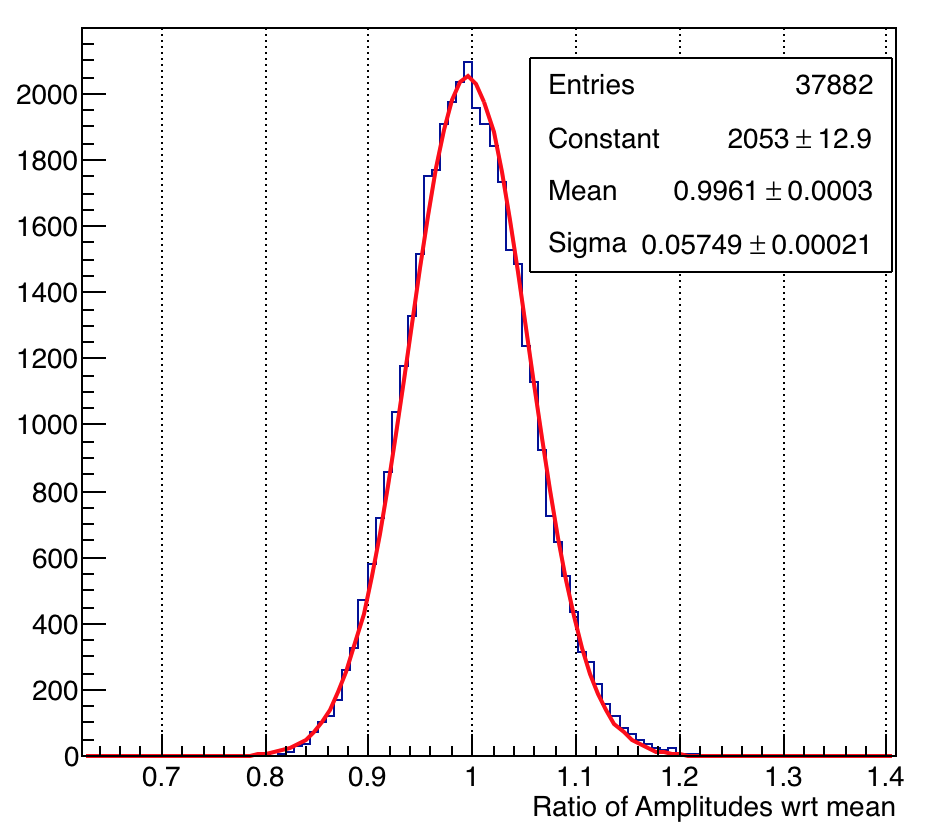 2000
1800
1600
1400
1200
1000
800
600
400
200
0
Entries 37882
Constant 2053 ± 12.9
Mean 0.9961 ± 0.0003
Sigma 0.05749 ± 0.00021
0.7 0.8 0.9 1 1.1 1.2 1.3 1.4
Ratio of Amplitudes wrt mean